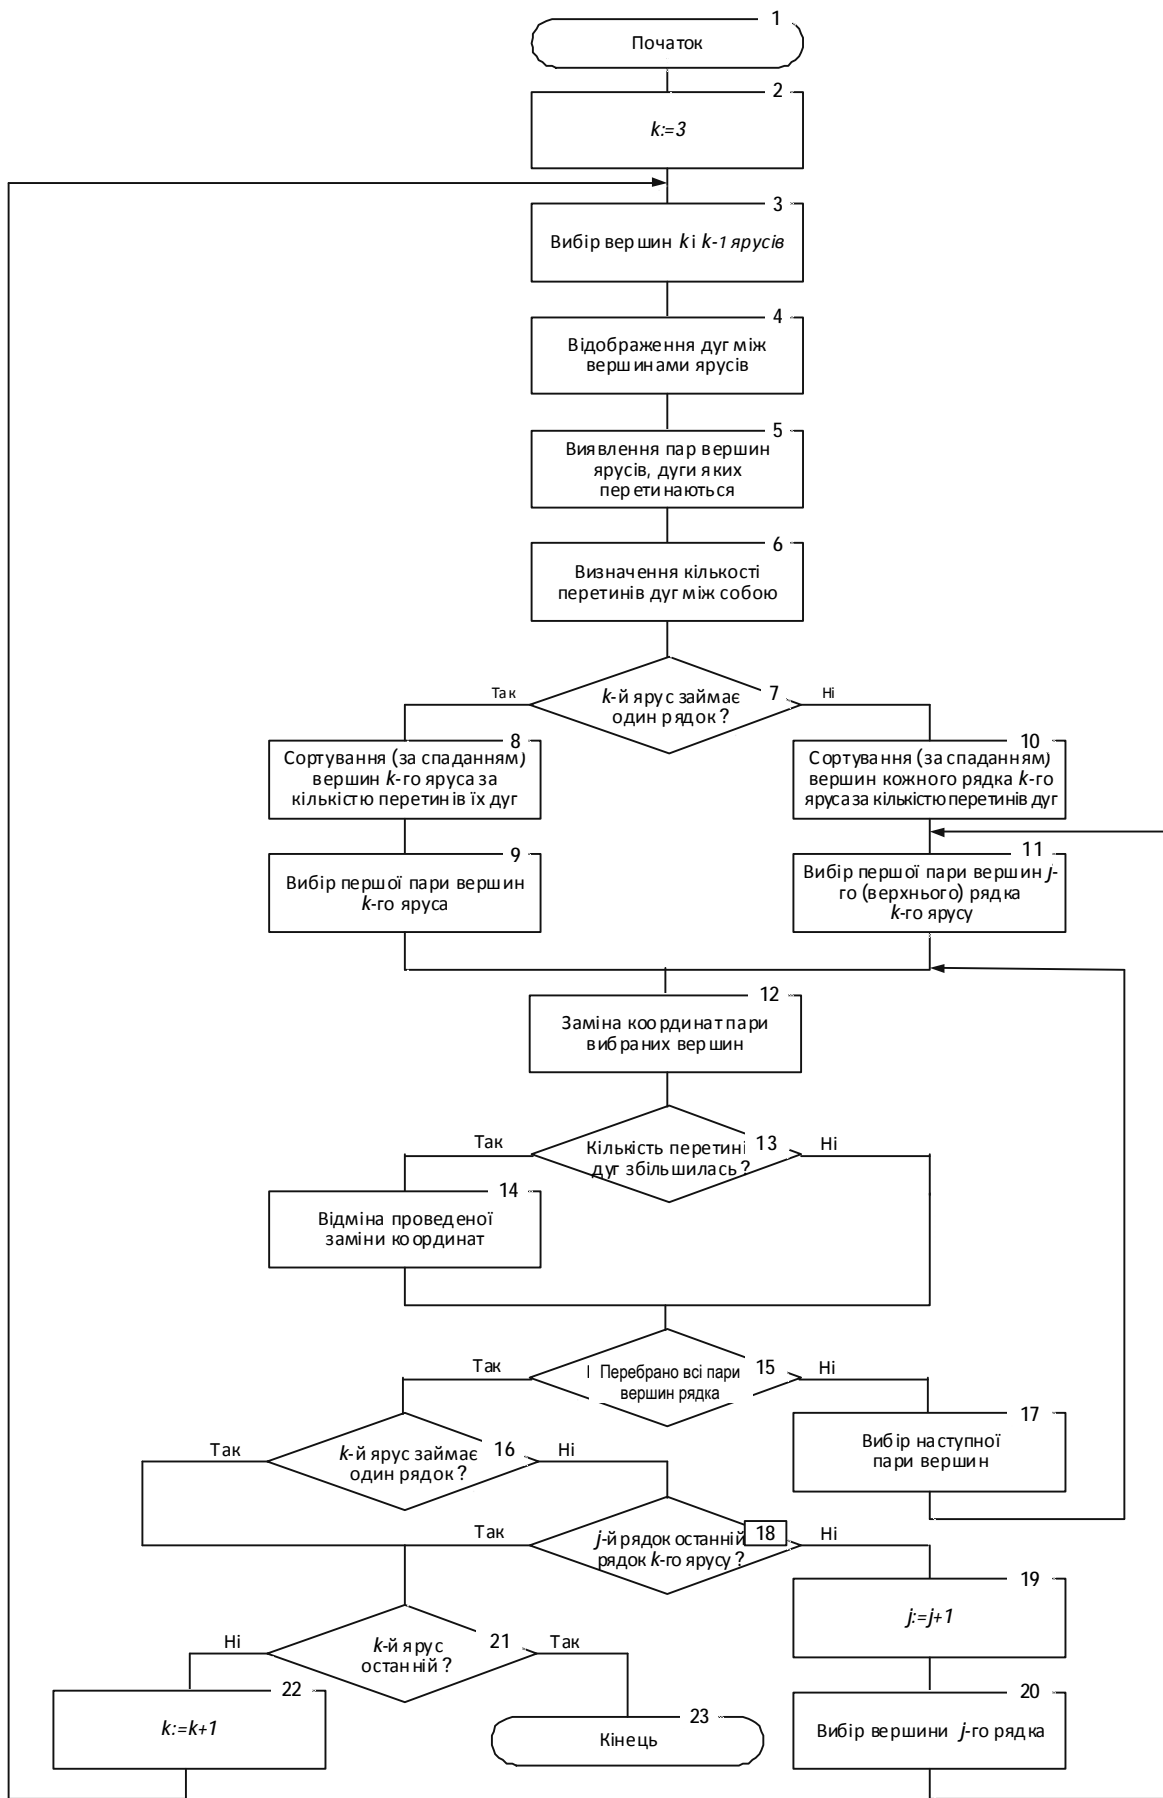 1
Початок
2
k:=3
3
Вибір вершин k і k-1 ярусів
4
Відображення дуг між
вершинами ярусів
5
Виявлення пар вершин
ярусів, дуги яких
перетинаються
6
Визначення кількості
перетинів дуг між собою
Так
7
Ні
k-й ярус займає
один рядок ?
8
Сортування (за спаданням)
вершин k-го яруса за
кількістю перетинів їх дуг
10
Сортування (за спаданням)
вершин кожного рядка k-го
яруса за кількістю перетинів дуг
9
Вибір першої пари вершин
k-го яруса
11
Вибір першої пари вершин j-
го (верхнього) рядка
k-го ярусу
12
Заміна координат пари
вибраних вершин
Так
13
Ні
Кількість перетині
дуг збільшилась ?
14
Відміна проведеної
заміни координат
Так
15
Ні
Перебрано всі пари
вершин рядка
17
Вибір наступної
пари вершин
Так
16
Ні
k-й ярус займає
один рядок ?
Так
18
Ні
j-й рядок останній
рядок k-го ярусу ?
19
j:=j+1
Ні
21
Так
k-й ярус
останній ?
22
k:=k+1
23
Кінець
20
Вибір вершини j-го рядка